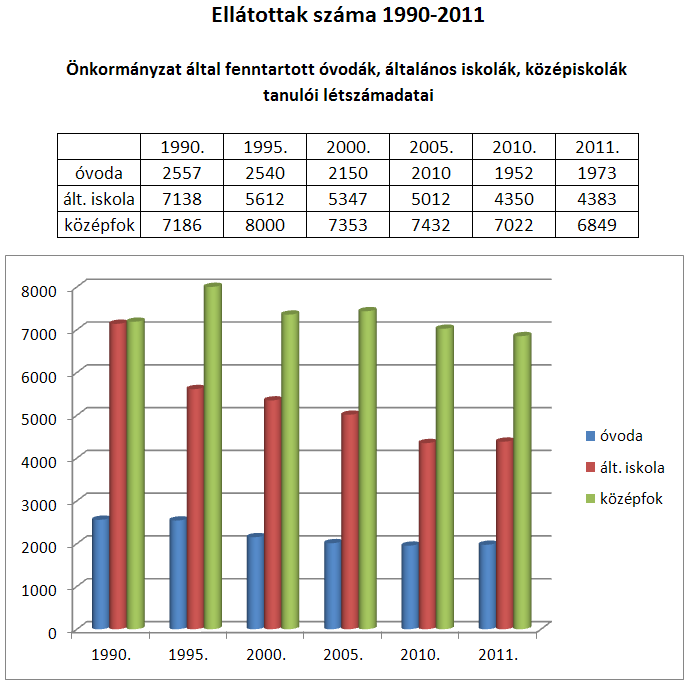 Ellátottak száma 1990-2011
Önkormányzat által fenntartott óvodák, általános iskolák, középiskolák
tanulói létszámadatai
1990. 1995. 2000. 2005. 2010. 2011.
óvoda 2557 2540 2150 2010 1952 1973
ált. iskola 7138 5612 5347 5012 4350 4383
középfok 7186 8000 7353 7432 7022 6849
8000
7000
6000
5000
4000
3000
2000
1000
0
1990. 1995. 2000. 2005. 2010. 2011.
óvoda
ált. iskola
középfok